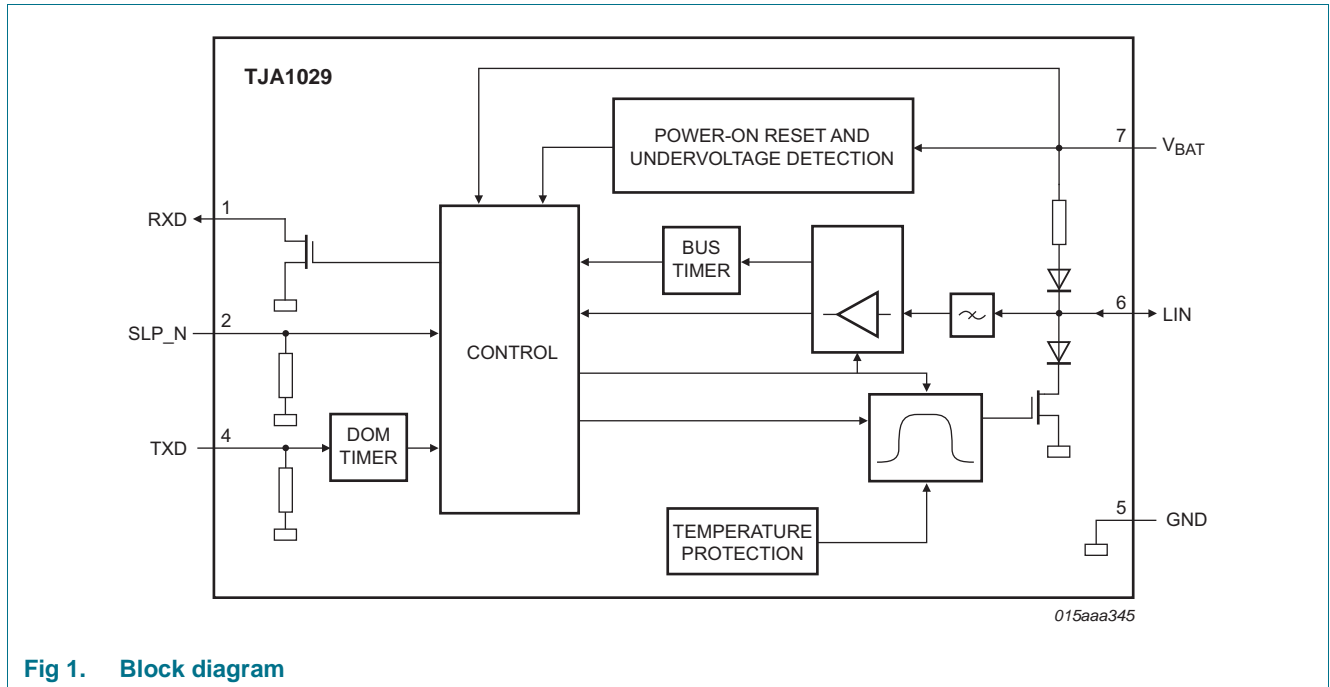 TJA1029
POWER-ON RESET AND
UNDERVOLTAGE DETECTION
7
VBAT
1
RXD
BUS
TIMER
6
LIN
2
SLP_N
CONTROL
4
TXD
DOM
TIMER
5
GND
TEMPERATURE
PROTECTION
015aaa345
Fig 1. Block diagram